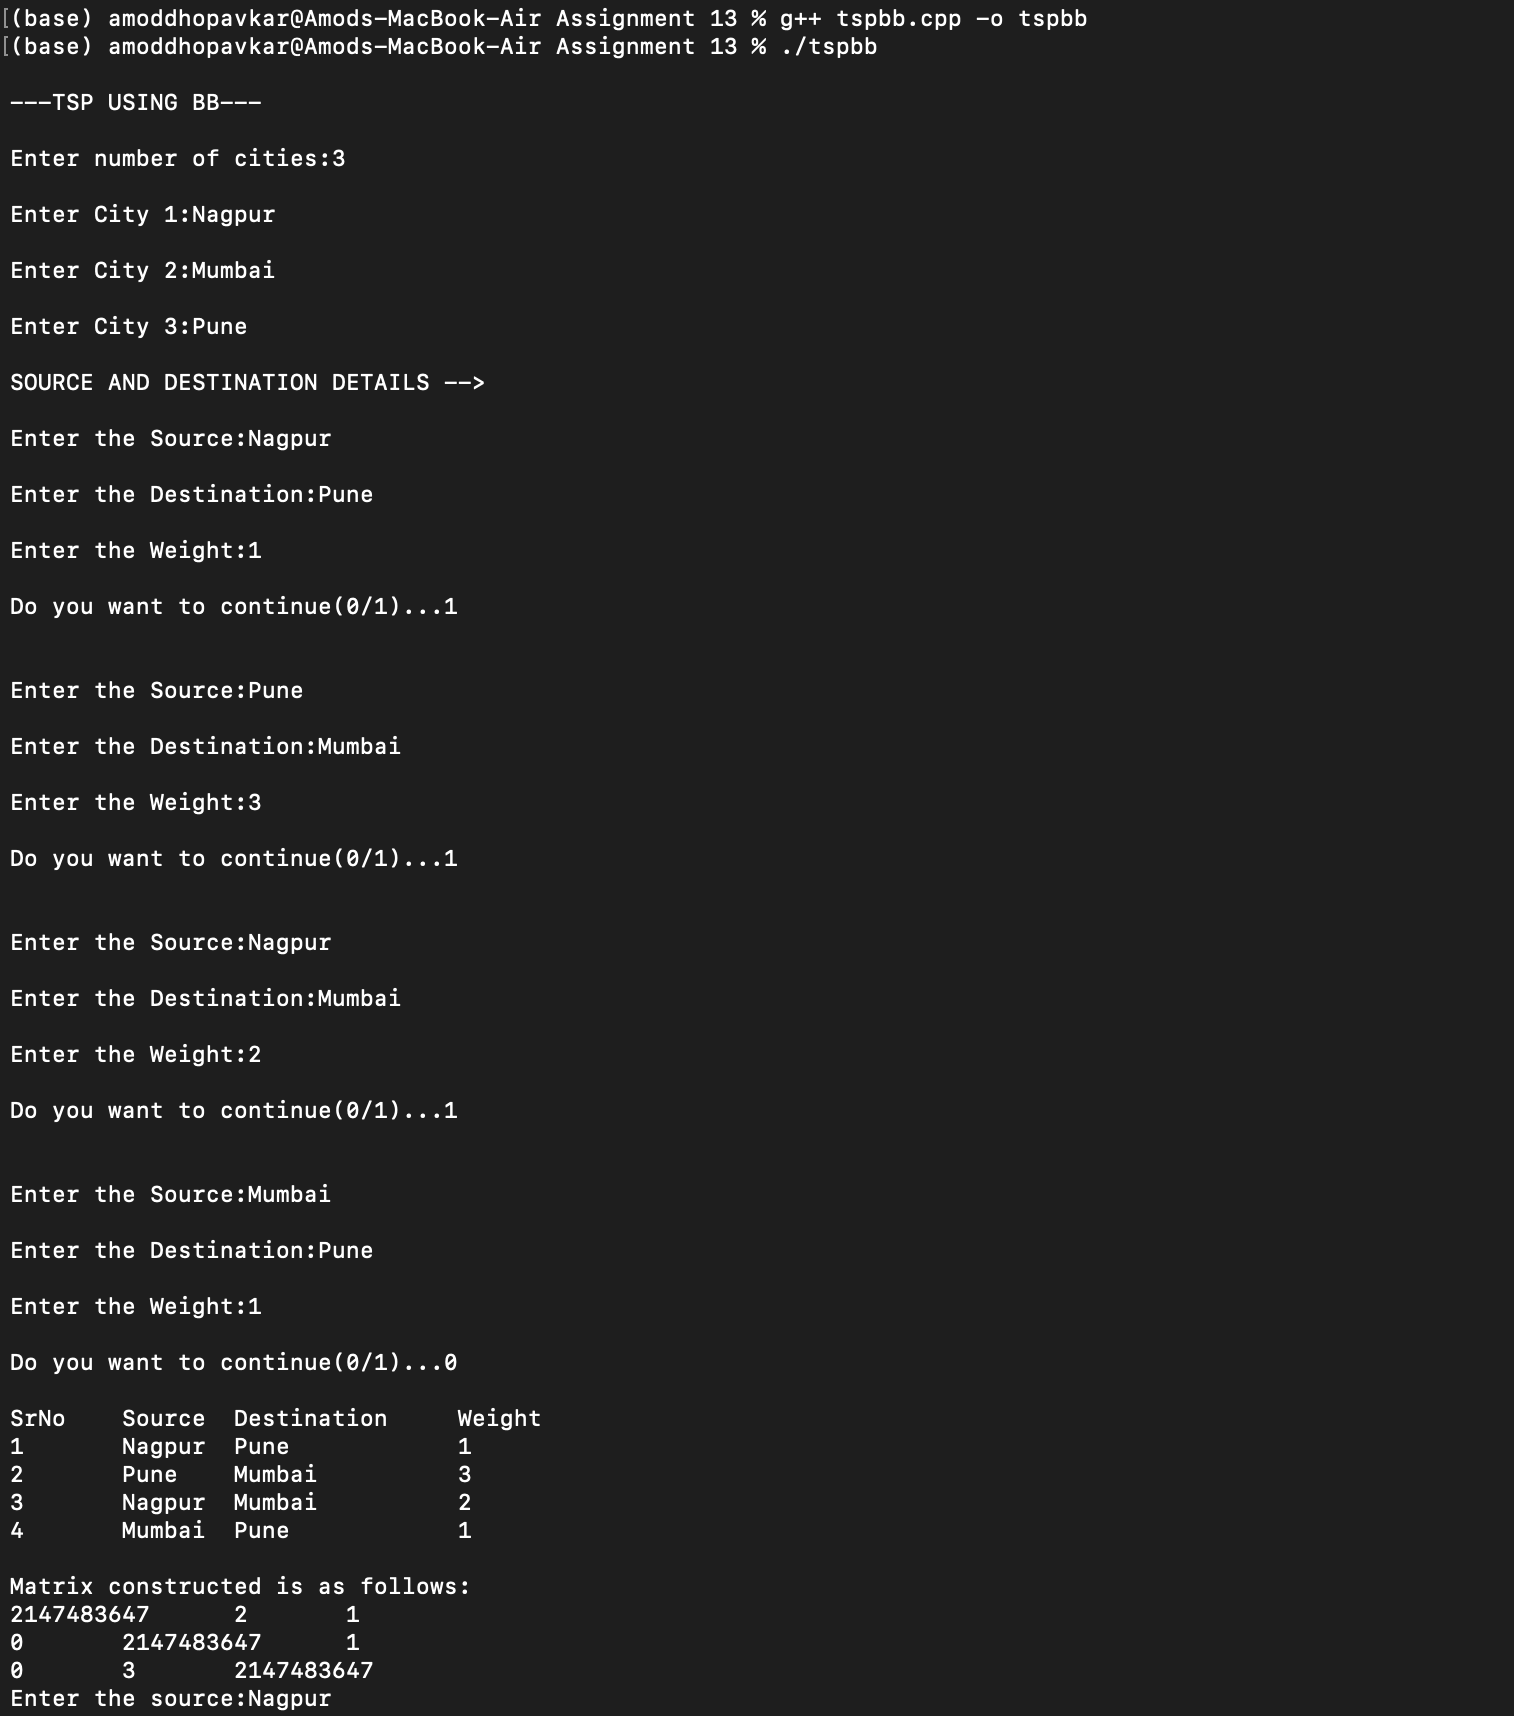 [(base) amoddhopavkar@Amods-MacBook-Air Assignment 13 % g++ tspbb.cpp -o tspbb
[(base) amoddhopavkar@Amods-MacBook-Air Assignment 13 % ./tspbb
---TSP USING BB---
Enter number of cities:3
Enter City 1:Nagpur
Enter City 2:Mumbai
Enter City 3:Pune
SOURCE AND DESTINATION DETAILS -->
Enter the Source:Nagpur
Enter the Destination:Pune
Enter the Weight:1
Do you want to continue(0/1)...1
Enter the Source:Pune
Enter the Destination:Mumbai
Enter the Weight:3
Do you want to continue(0/1)...1
Enter the Source:Nagpur
Enter the Destination:Mumbai
Enter the Weight:2
Do you want to continue(0/1)...1
Enter the Source:Mumbai
Enter the Destination:Pune
Enter the Weight:1
Do you want to continue(0/1)...0
SrNo    Source  Destination     Weight
1       Nagpur  Pune            1
2       Pune    Mumbai          3
3       Nagpur  Mumbai          2
4       Mumbai  Pune            1
Matrix constructed is as follows:
2147483647      2       1
0       2147483647      1
0       3       2147483647
Enter the source:Nagpur